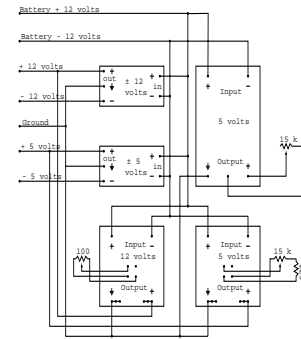 Battery + 12 volts
Battery - 12 volts
+ 12 volts
+ ± 12 +
out
volts in
- -
- 12 volts
+ -
Input
5 volts
Ground
15 k
+ 5 volts
+ ± 5 +
out
volts in
- -
- 5 volts
Output
+ -
Input
12 volts
100
Output
+ -
+ -
Input
5 volts
15 k
Output
+ -